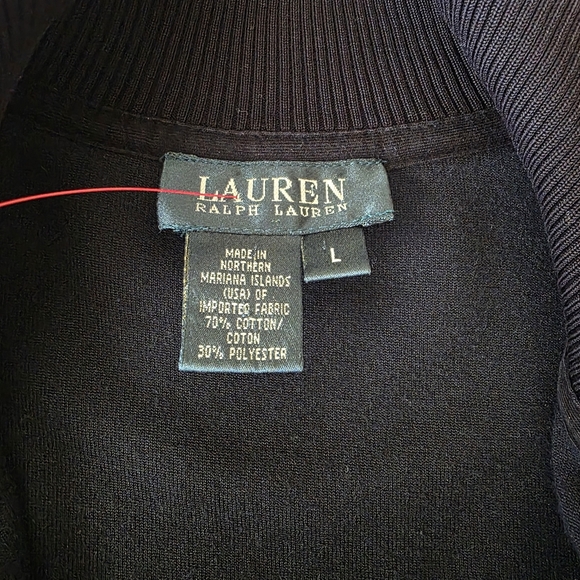 LAUREN
RALPH LAUREN
L
MADE IN
NORTHERN
MARIANA ISLANDS
(USA) OF
IMPORTED FABRIC
70% COTTON/
COTON
30% POLYESTER